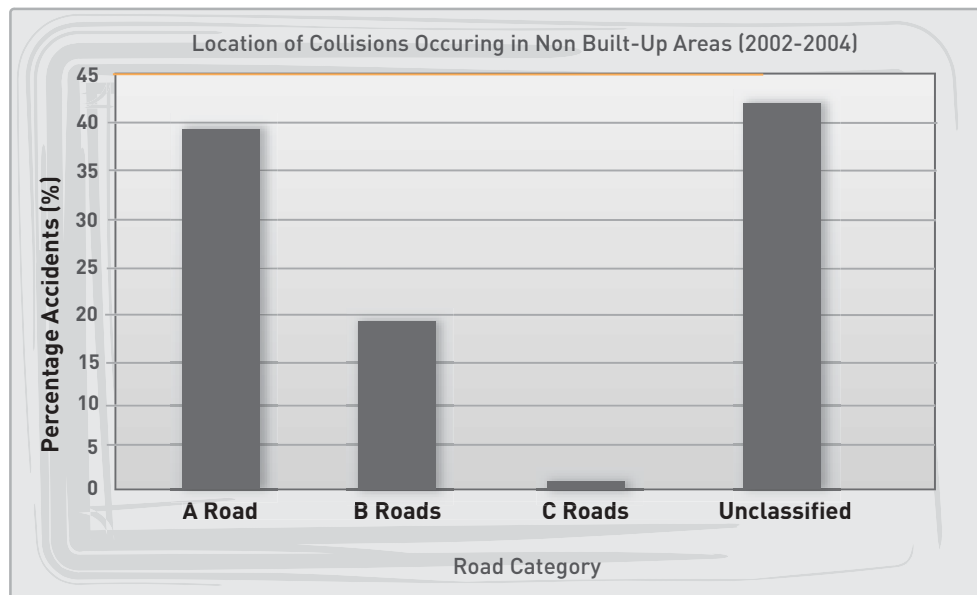 Location of Collisions Occuring in Non Built-Up Areas (2002-2004)
Percentage Accidents (%)
45
40
35
30
25
20
15
10
5
0
A Road B Roads C Roads Unclassified
Road Category